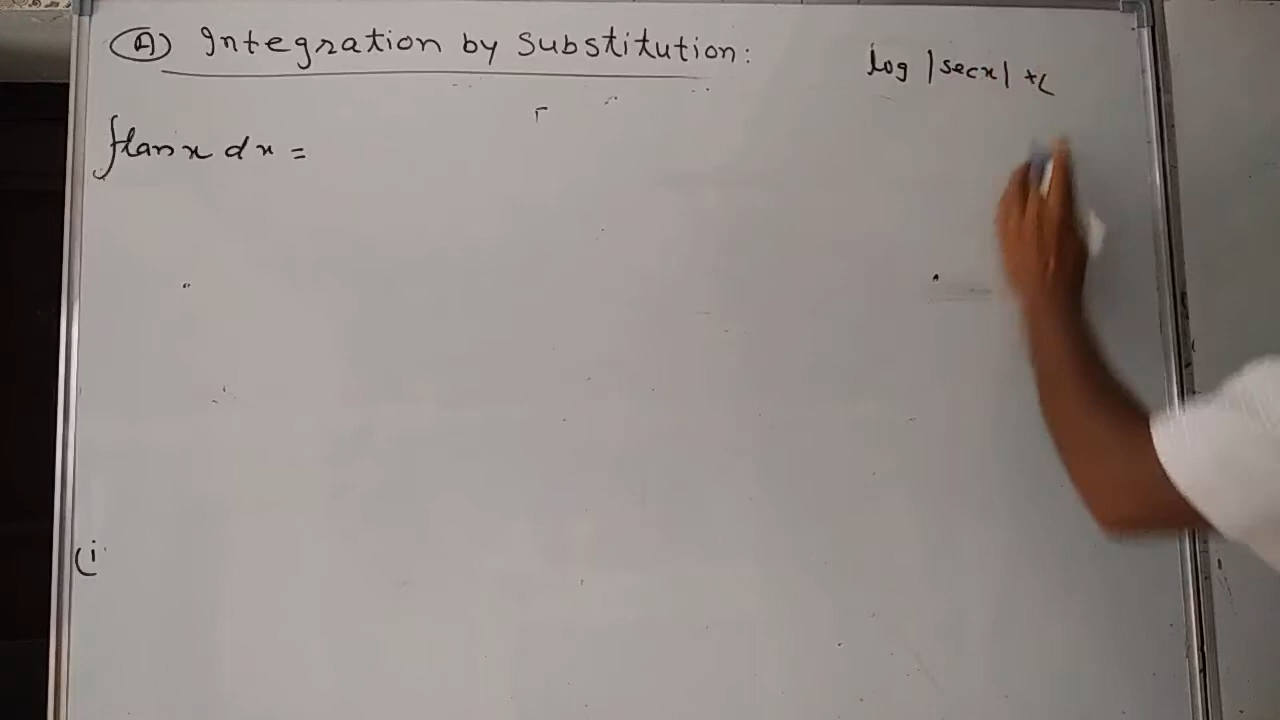 (A) Integration by Substitution:
log |secx| +c
∫tanx dx =
(i